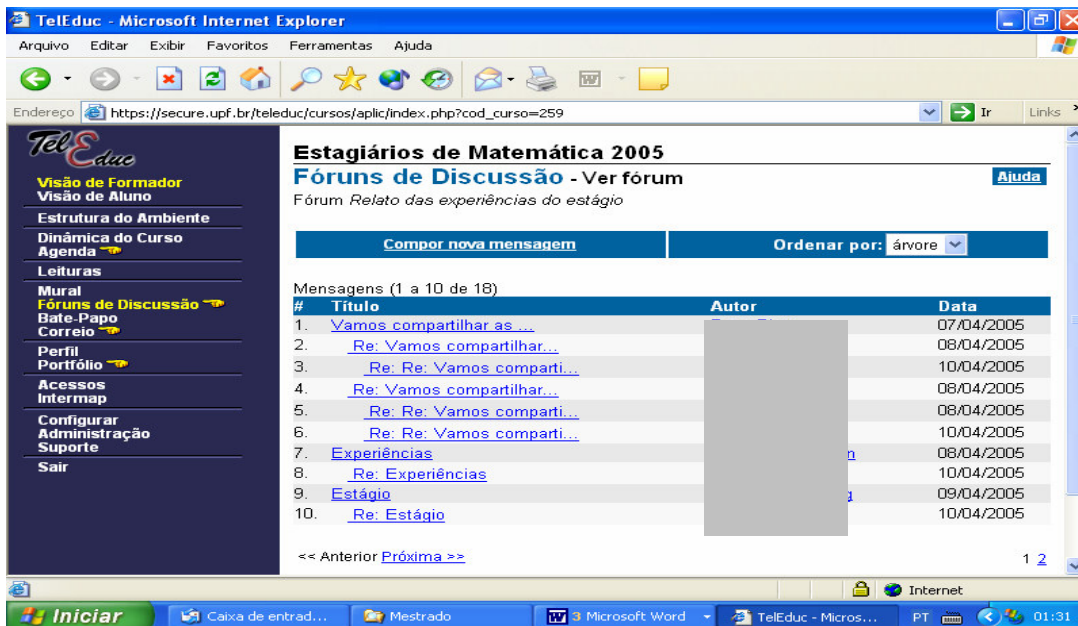 TelEduc - Microsoft Internet Explorer
Arquivo Editar Exibir Favoritos Ferramentas Ajuda
Endereço https://secure.upf.br/teleduc/cursos/aplic/index.php?cod_curso=259 Ir Links
TelEduc
Visão de Formador
Visão de Aluno
Estrutura do Ambiente
Dinâmica do Curso
Agenda
Leituras
Mural
Fóruns de Discussão
Bate-Papo
Correio
Perfil
Portfólio
Acessos
Intermap
Configurar
Administração
Suporte
Sair
Estagiários de Matemática 2005
Fóruns de Discussão - Ver fórum Ajuda
Fórum Relato das experiências do estágio
Compor nova mensagem Ordenar por: árvore
Mensagens (1 a 10 de 18)
# Título Autor Data
1. Vamos compartilhar as ... 07/04/2005
2. Re: Vamos compartilhar... 08/04/2005
3. Re: Re: Vamos comparti... 10/04/2005
4. Re: Vamos compartilhar... 08/04/2005
5. Re: Re: Vamos comparti... 08/04/2005
6. Re: Re: Vamos comparti... 10/04/2005
7. Experiências 08/04/2005
8. Re: Experiências 10/04/2005
9. Estágio 09/04/2005
10. Re: Estágio 10/04/2005
<< Anterior Próxima >> 1 2
Internet
Iniciar Caixa de entrad... Mestrado 3 Microsoft Word TelEduc - Micros... PT 01:31